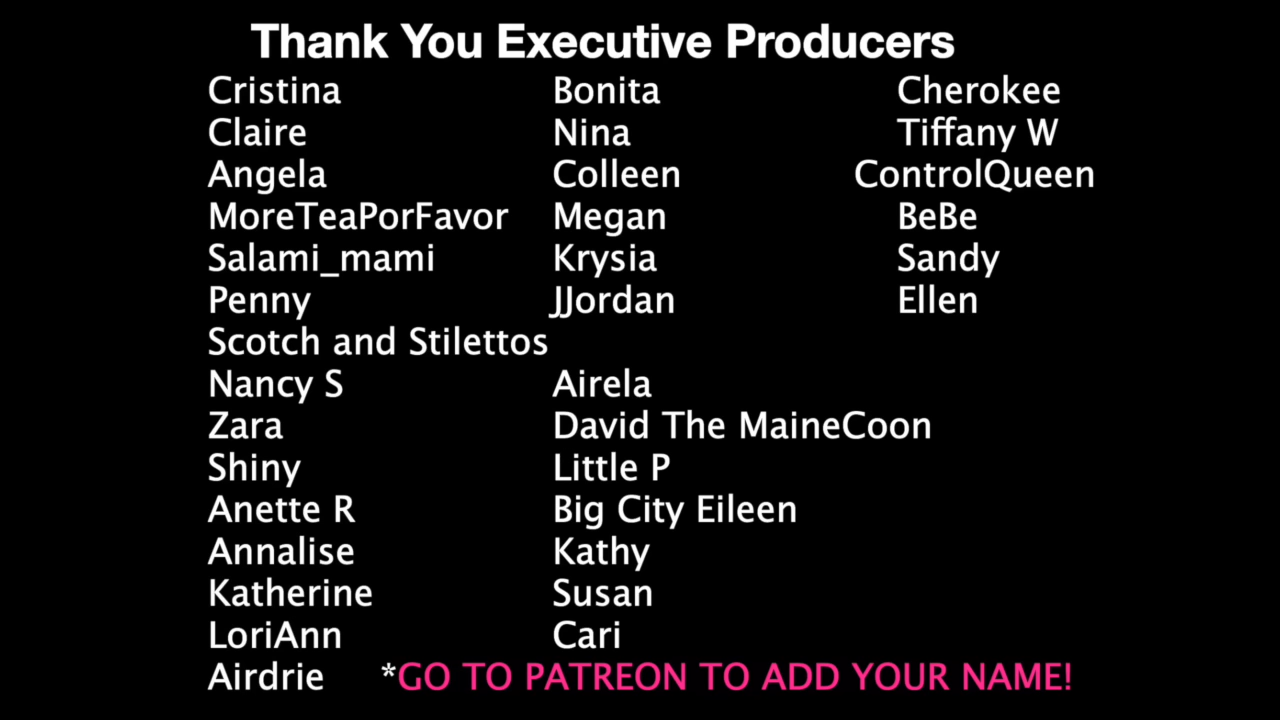 Thank You Executive Producers
Cristina Bonita Cherokee
Claire Nina Tiffany W
Angela Colleen ControlQueen
MoreTeaPorFavor Megan BeBe
Salami_mami Krysia Sandy
Penny JJordan Ellen
Scotch and Stilettos
Nancy S Airela
Zara David The MaineCoon
Shiny Little P
Anette R Big City Eileen
Annalise Kathy
Katherine Susan
LoriAnn Cari
Airdrie *GO TO PATREON TO ADD YOUR NAME!